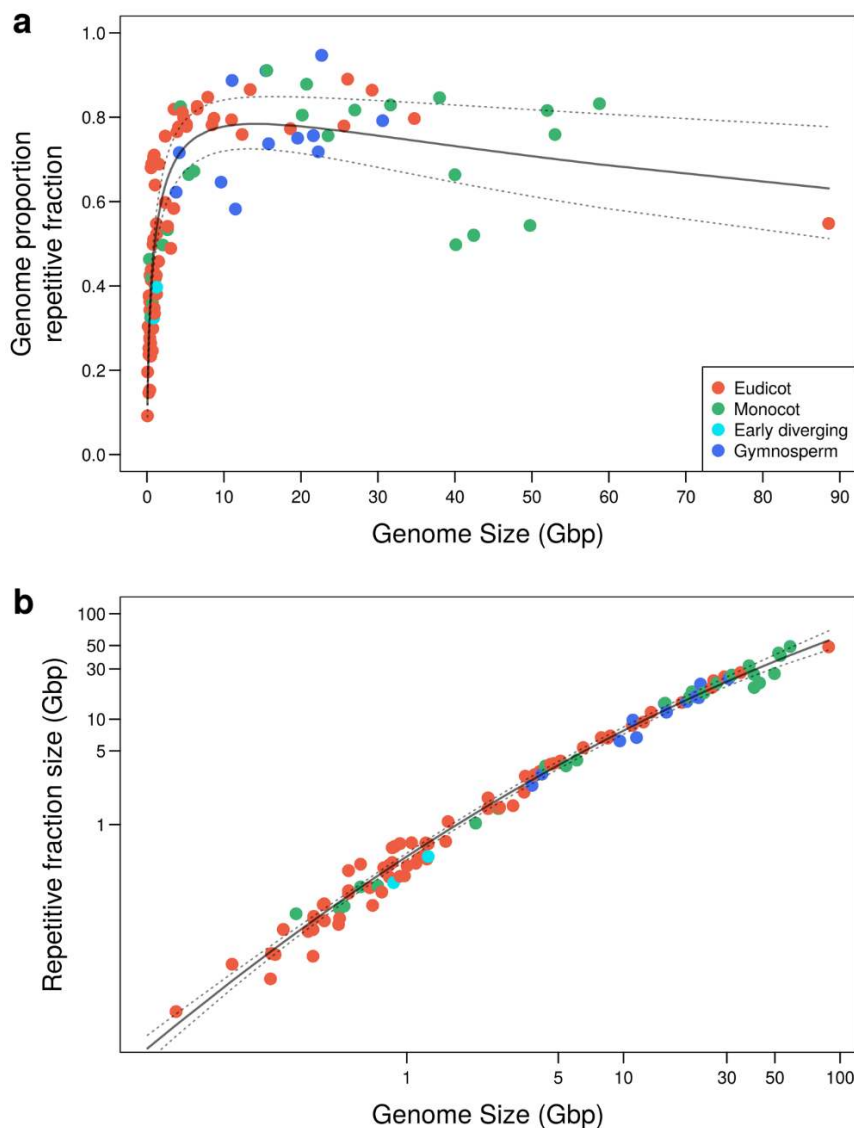 a
1.0
0.8
0.6
0.4
0.2
0.0
Genome proportion
repetitive fraction
Eudicot
Monocot
Early diverging
Gymnosperm
0 10 20 30 40 50 60 70 80 90
Genome Size (Gbp)
b
100
50
30
10
5
1
Repetitive fraction size (Gbp)
1 5 10 30 50 100
Genome Size (Gbp)